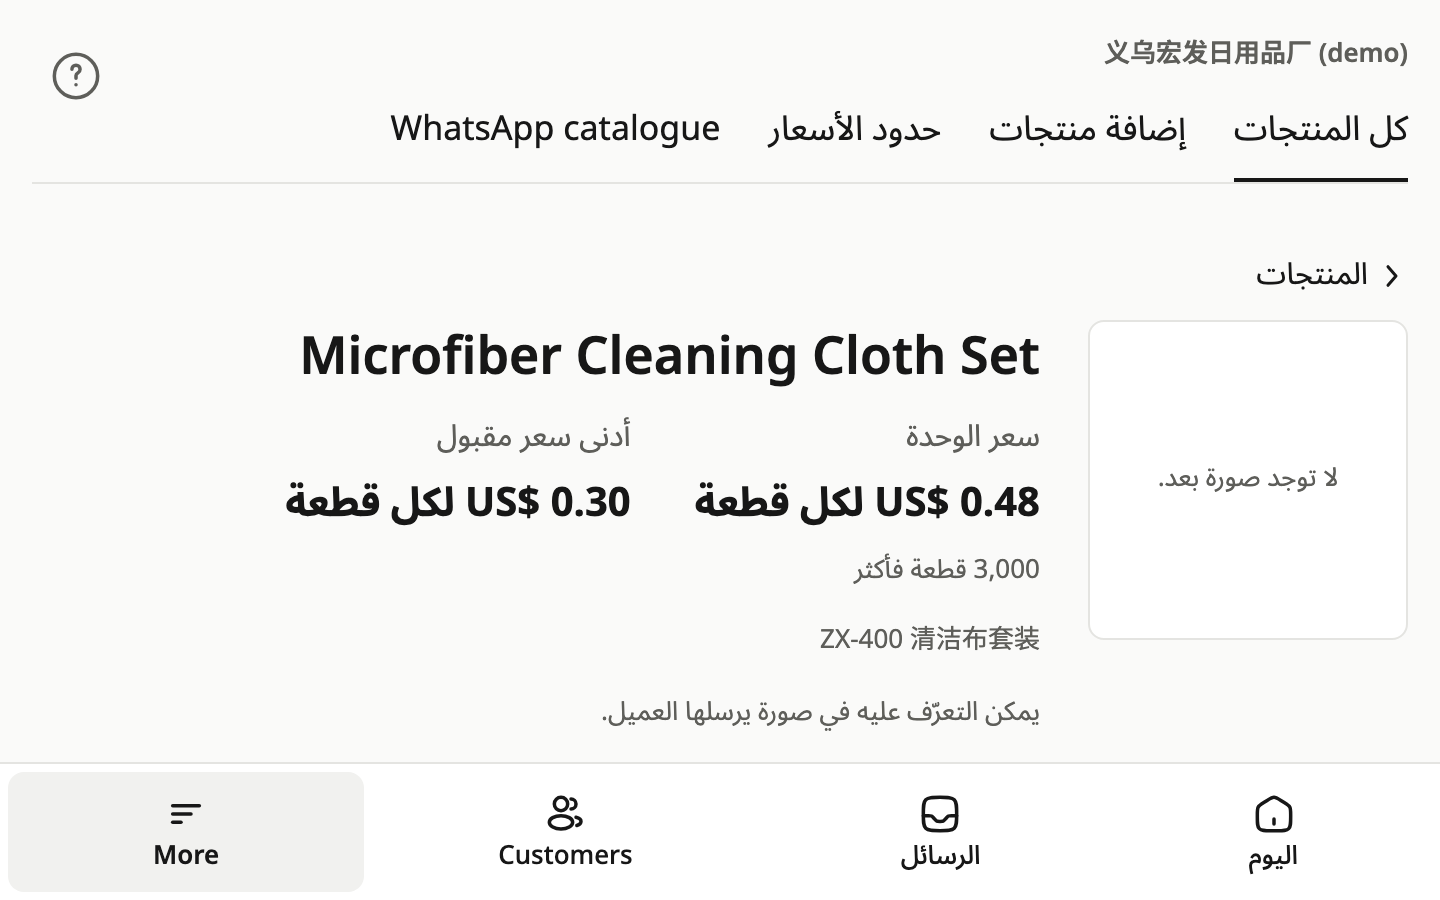 义乌宏发日用品厂 (demo)
كل المنتجات
إضافة منتجات
حدود الأسعار
WhatsApp catalogue
المنتجات
لا توجد صورة بعد.
Microfiber Cleaning Cloth Set
سعر الوحدة
US$ 0.48 لكل قطعة
3,000 قطعة فأكثر
أدنى سعر مقبول
US$ 0.30 لكل قطعة
ZX-400 清洁布套装
يمكن التعرّف عليه في صورة يرسلها العميل.
اليوم
الرسائل
Customers
More